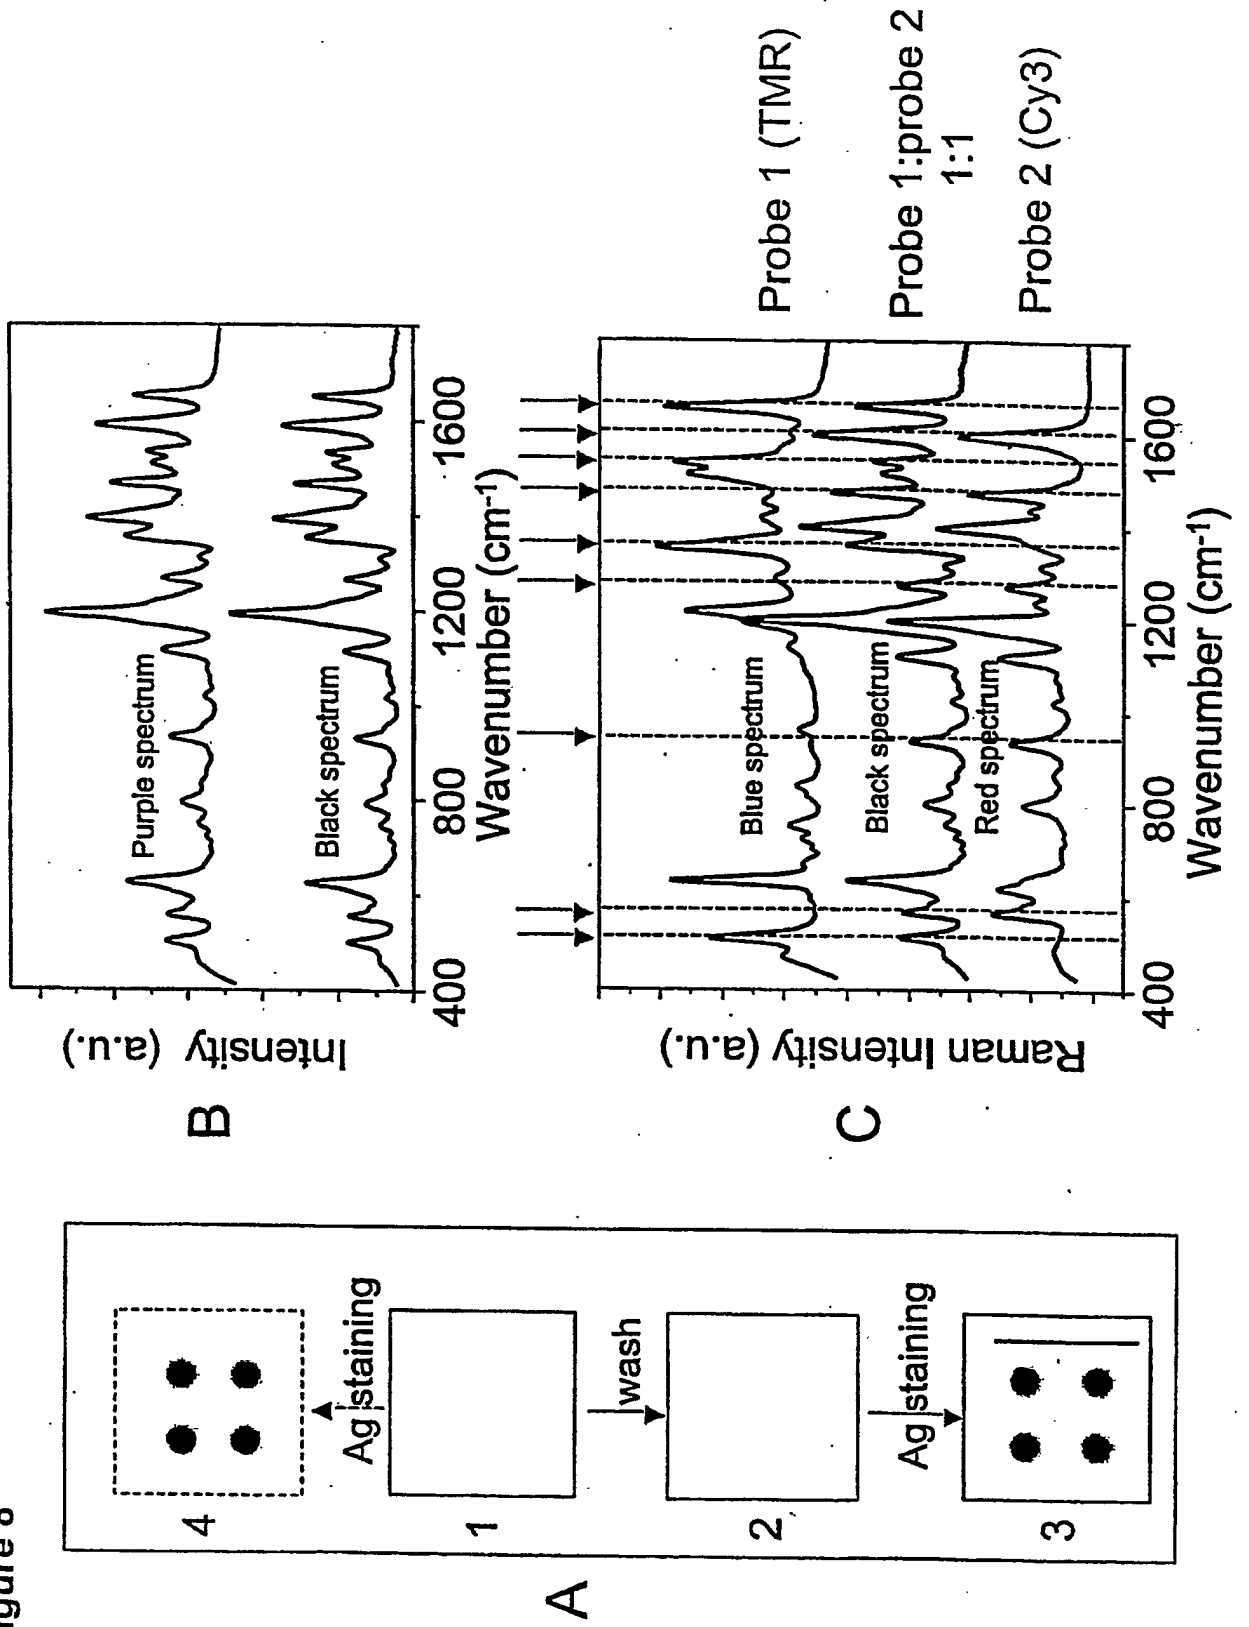 Figure 8
A
4
Ag staining
1
wash
2
Ag staining
3
B
Intensity (a.u.)
Purple spectrum
Black spectrum
400 800 1200 1600
Wavenumber (cm-1)
C
Raman Intensity (a.u.)
Blue spectrum
Black spectrum
Red spectrum
Probe 1 (TMR)
Probe 1:probe 2
1:1
Probe 2 (Cy3)
400 800 1200 1600
Wavenumber (cm-1)